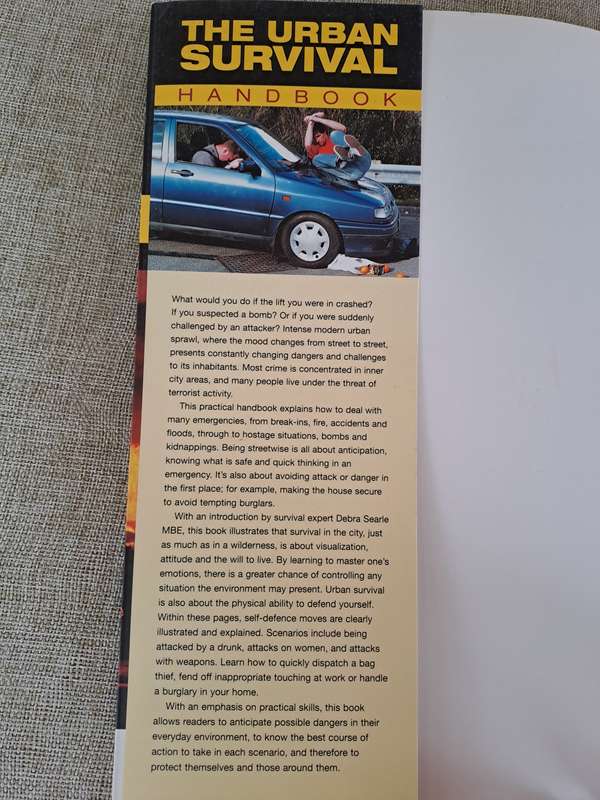 THE URBAN
SURVIVAL
HANDBOOK
What would you do if the lift you were in crashed?
If you suspected a bomb? Or if you were suddenly
challenged by an attacker? Intense modern urban
sprawl, where the mood changes from street to street,
presents constantly changing dangers and challenges
to its inhabitants. Most crime is concentrated in inner
city areas, and many people live under the threat of
terrorist activity.
This practical handbook explains how to deal with
many emergencies, from break-ins, fire, accidents and
floods, through to hostage situations, bombs and
kidnappings. Being streetwise is all about anticipation,
knowing what is safe and quick thinking in an
emergency. It's also about avoiding attack or danger in
the first place; for example, making the house secure
to avoid tempting burglars.
With an introduction by survival expert Debra Searle
MBE, this book illustrates that survival in the city, just
as much as in a wilderness, is about visualization,
attitude and the will to live. By learning to master one's
emotions, there is a greater chance of controlling any
situation the environment may present. Urban survival
is also about the physical ability to defend yourself.
Within these pages, self-defence moves are clearly
illustrated and explained. Scenarios include being
attacked by a drunk, attacks on women, and attacks
with weapons. Learn how to quickly dispatch a bag
thief, fend off inappropriate touching at work or handle
a burglary in your home.
With an emphasis on practical skills, this book
allows readers to anticipate possible dangers in their
everyday environment, to know the best course of
action to take in each scenario, and therefore to
protect themselves and those around them.